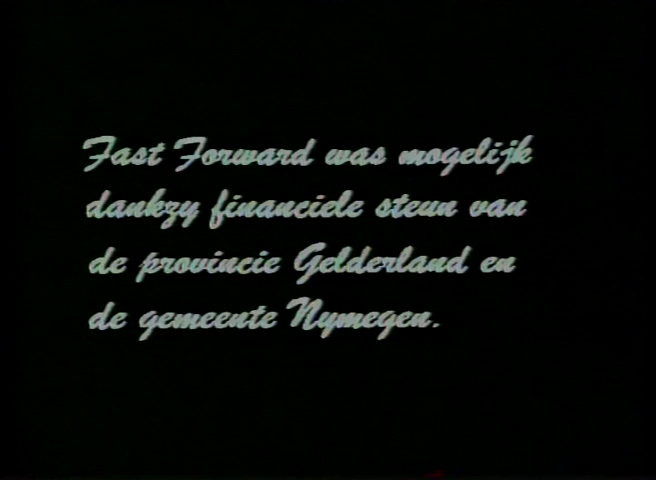 Fast Forward was mogelijk
dankzy financiele steun van
de provincie Gelderland en
de gemeente Nymegen.